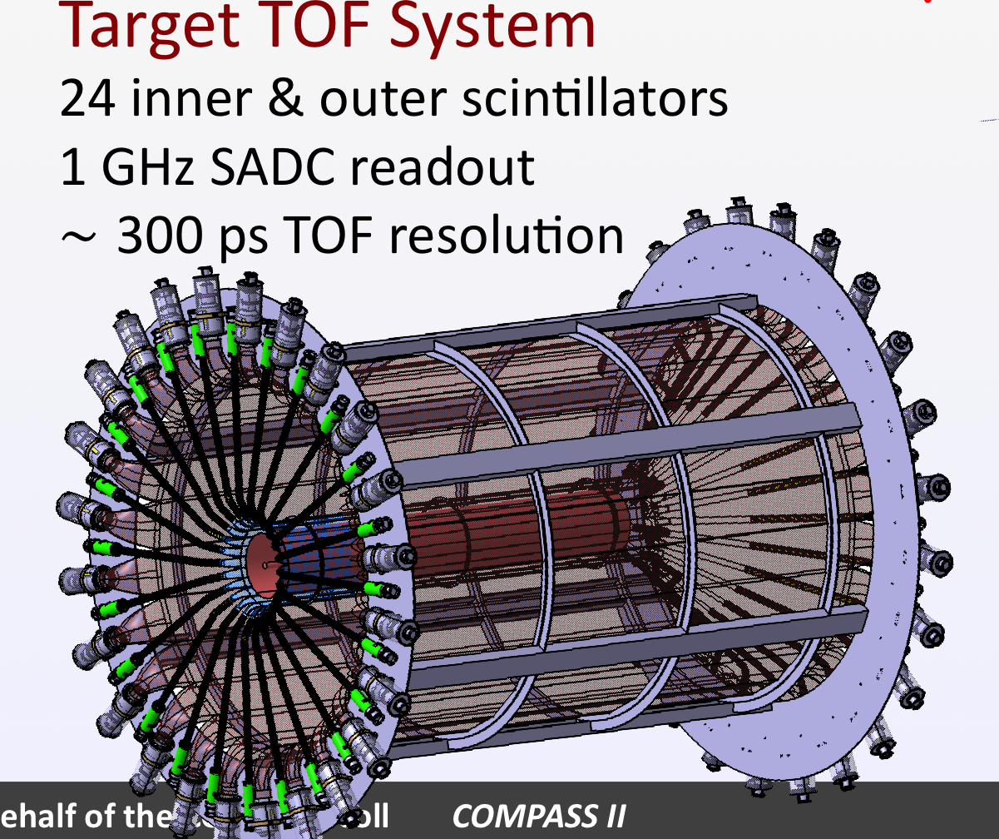 Target TOF System
24 inner & outer scintillators
1 GHz SADC readout
~ 300 ps TOF resolution
ehalf of the oll COMPASS II